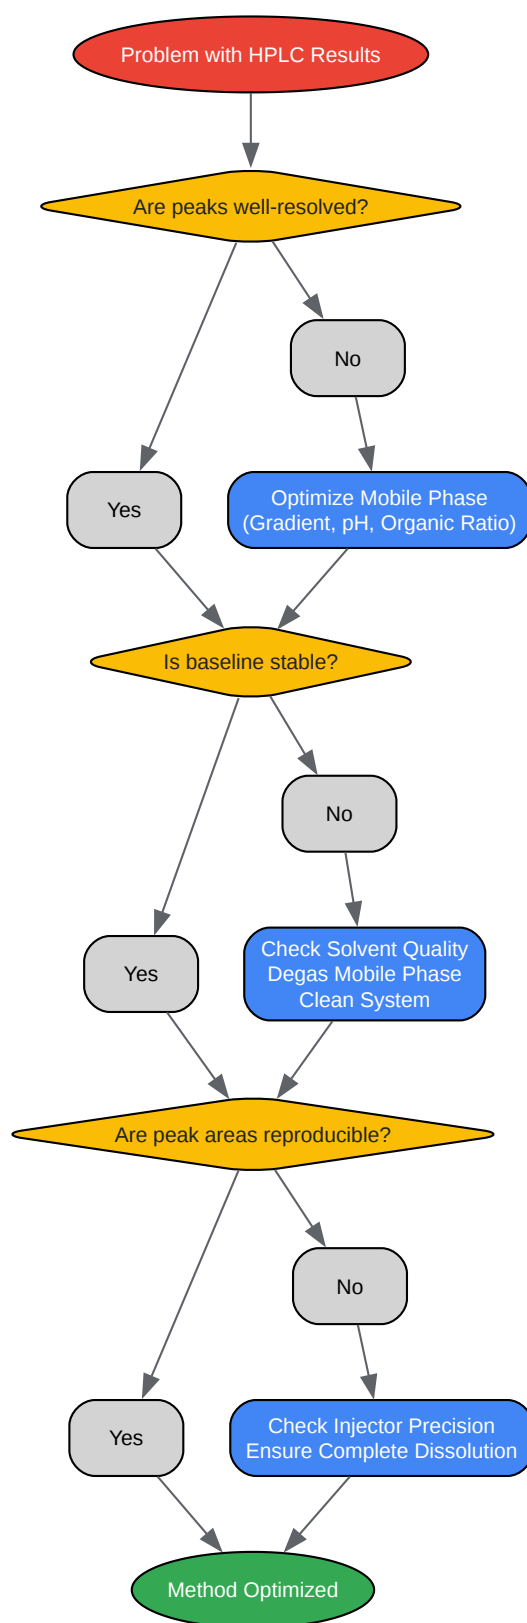 Problem with HPLC Results
Are peaks well-resolved?
No
Yes
Optimize Mobile Phase
(Gradient, pH, Organic Ratio)
Is baseline stable?
No
Yes
Check Solvent Quality
Degas Mobile Phase
Clean System
Are peak areas reproducible?
No
Yes
Check Injector Precision
Ensure Complete Dissolution
Method Optimized